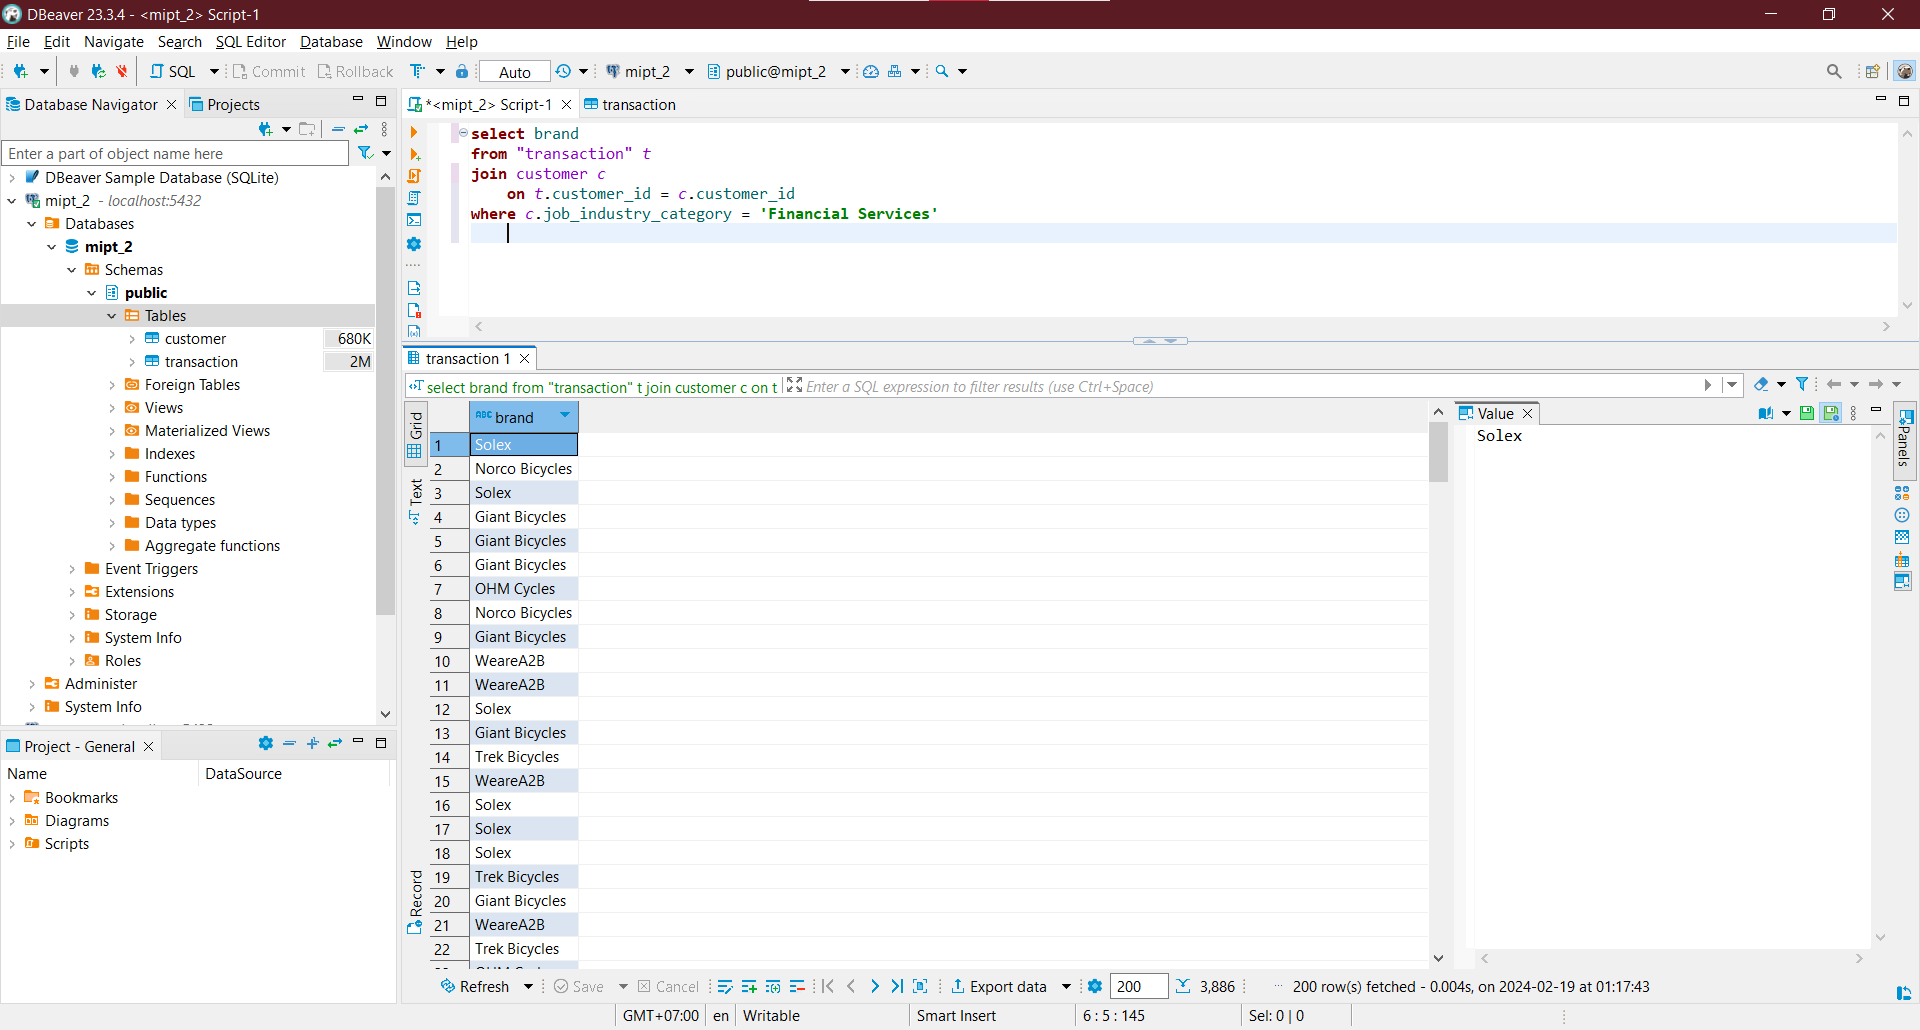 DBeaver 23.3.4 - <mipt_2> Script-1
File Edit Navigate Search SQL Editor Database Window Help
SQL Commit Rollback Auto mipt_2 public@mipt_2
Database Navigator Projects
Enter a part of object name here
DBeaver Sample Database (SQLite)
mipt_2 - localhost:5432
Databases
mipt_2
Schemas
public
Tables
customer 680K
transaction 2M
Foreign Tables
Views
Materialized Views
Indexes
Functions
Sequences
Data types
Aggregate functions
Event Triggers
Extensions
Storage
System Info
Roles
Administer
System Info
Project - General
Name DataSource
Bookmarks
Diagrams
Scripts
*<mipt_2> Script-1 transaction
select brand
from "transaction" t
join customer c
on t.customer_id = c.customer_id
where c.job_industry_category = 'Financial Services'
transaction 1
select brand from "transaction" t join customer c on t Enter a SQL expression to filter results (use Ctrl+Space)
Grid
Text
Record
ABC brand
1 Solex
2 Norco Bicycles
3 Solex
4 Giant Bicycles
5 Giant Bicycles
6 Giant Bicycles
7 OHM Cycles
8 Norco Bicycles
9 Giant Bicycles
10 WeareA2B
11 WeareA2B
12 Solex
13 Giant Bicycles
14 Trek Bicycles
15 WeareA2B
16 Solex
17 Solex
18 Solex
19 Trek Bicycles
20 Giant Bicycles
21 WeareA2B
22 Trek Bicycles
Value
Solex
Panels
Refresh Save Cancel Export data 200 3,886 200 row(s) fetched - 0.004s, on 2024-02-19 at 01:17:43
GMT+07:00 en Writable Smart Insert 6 : 5 : 145 Sel: 0 | 0